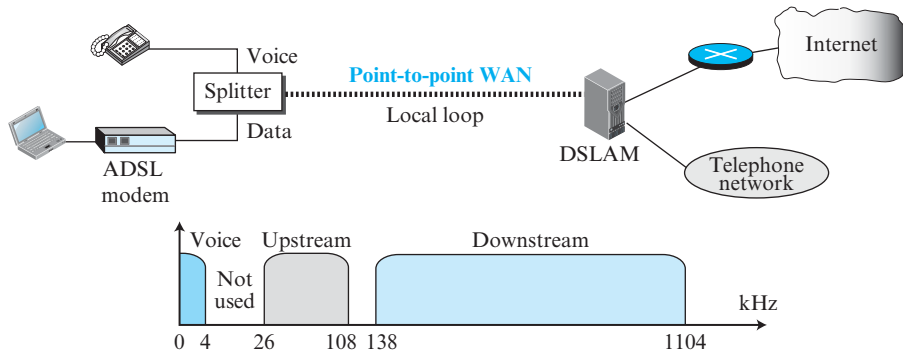 Voice
Splitter
Data
ADSL
modem
Point-to-point WAN
Local loop
DSLAM
Internet
Telephone
network
Voice
Upstream
Downstream
Not
used
kHz
0 4 26 108 138 1104